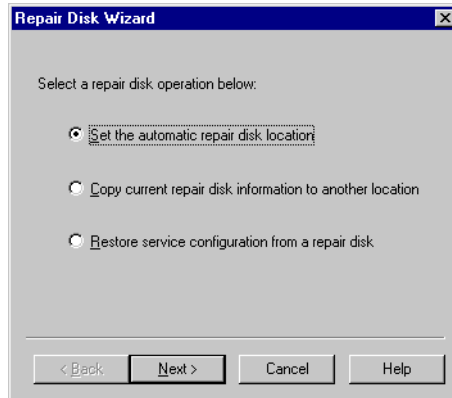 Repair Disk Wizard
Select a repair disk operation below:
Set the automatic repair disk location
Copy current repair disk information to another location
Restore service configuration from a repair disk
< Back Next > Cancel Help